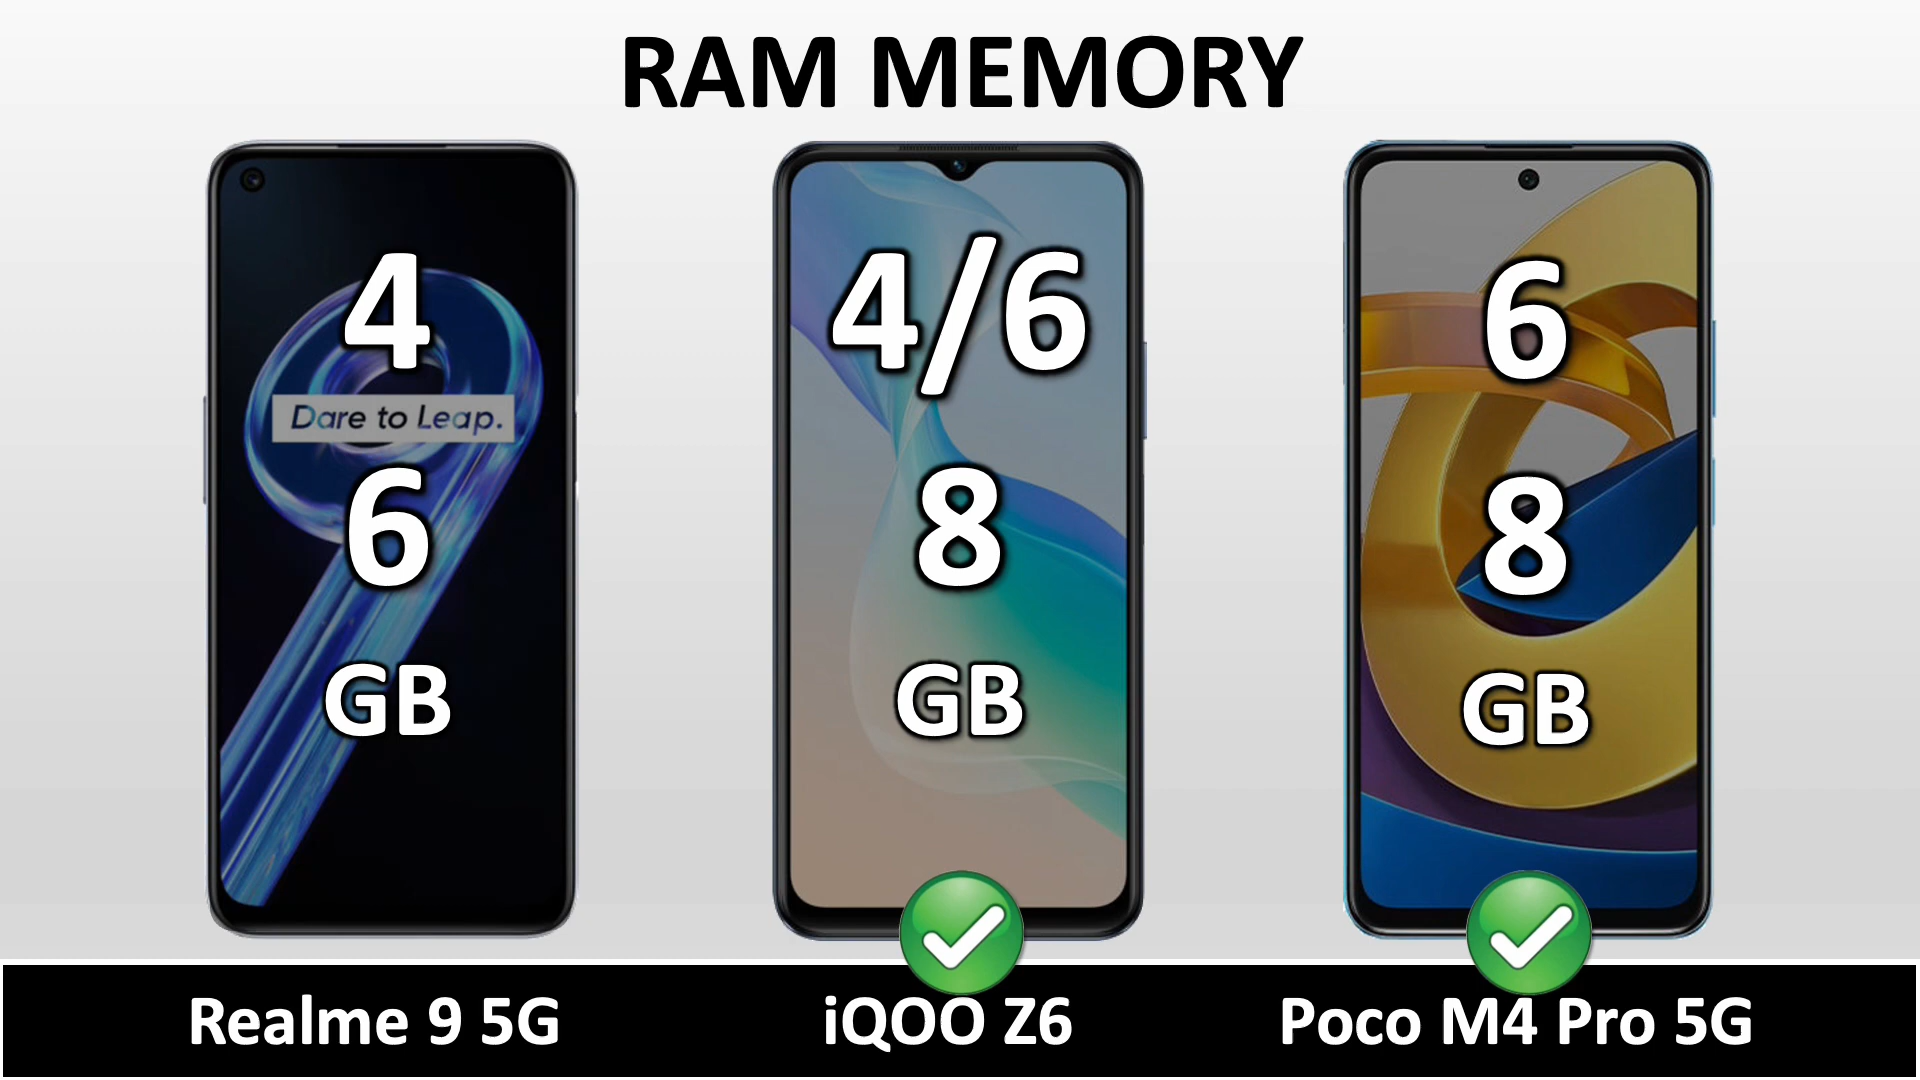 RAM MEMORY
4
Dare to Leap.
6
GB
4/6
8
GB
6
8
GB
Realme 9 5G
iQOO Z6
Poco M4 Pro 5G